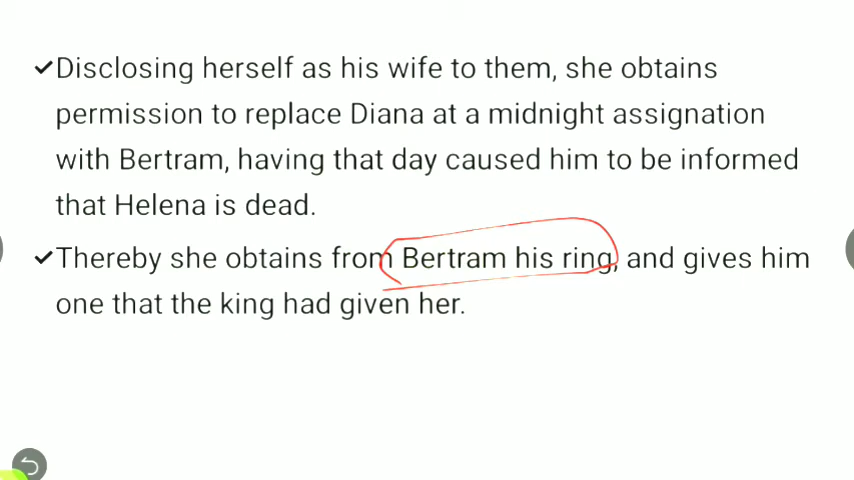 ✓Disclosing herself as his wife to them, she obtains
permission to replace Diana at a midnight assignation
with Bertram, having that day caused him to be informed
that Helena is dead.
✓Thereby she obtains from Bertram his ring, and gives him
one that the king had given her.